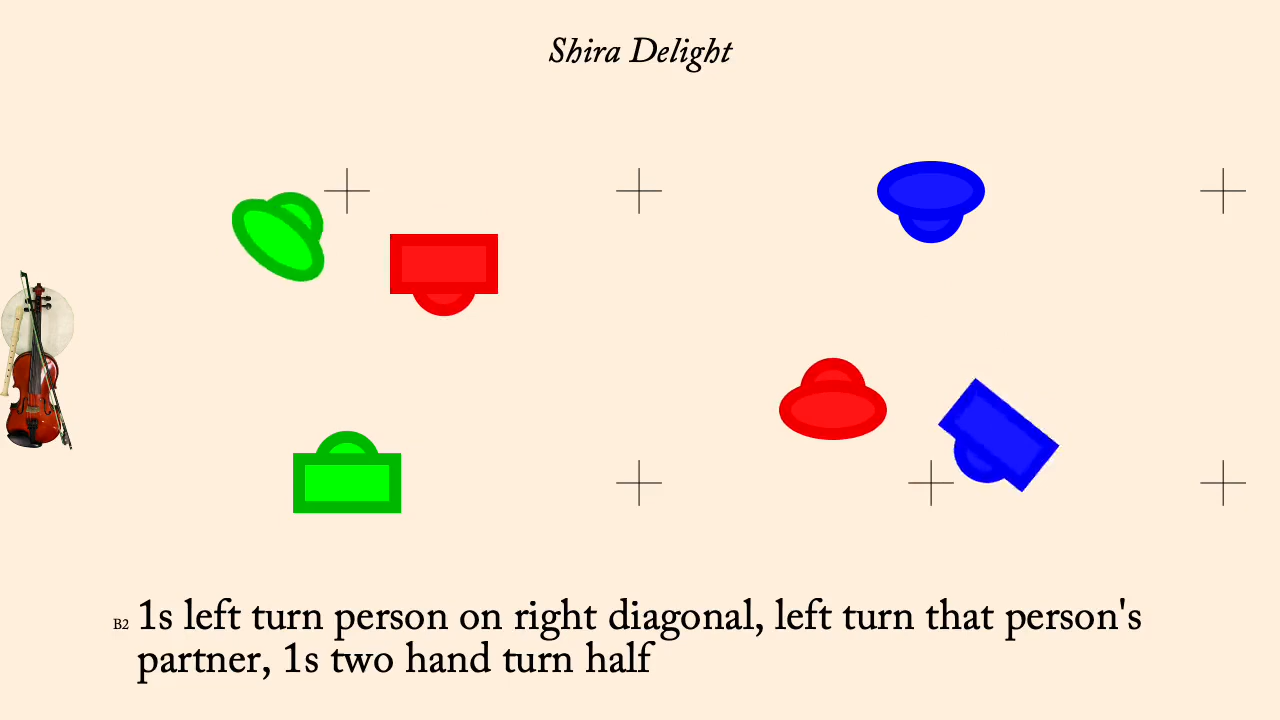 Shira Delight
B2 1s left turn person on right diagonal, left turn that person's
partner, 1s two hand turn half